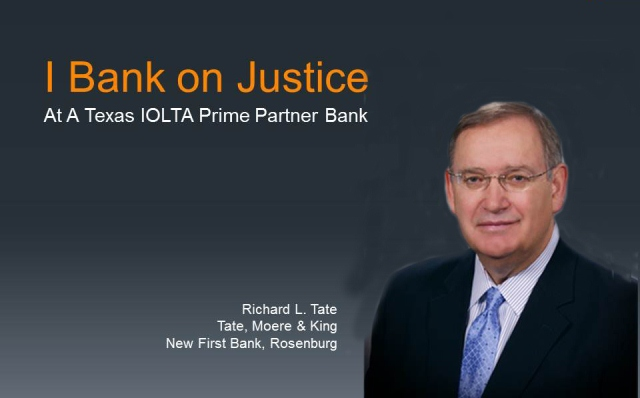 I Bank on Justice
At A Texas IOLTA Prime Partner Bank
Richard L. Tate
Tate, Moere & King
New First Bank, Rosenburg